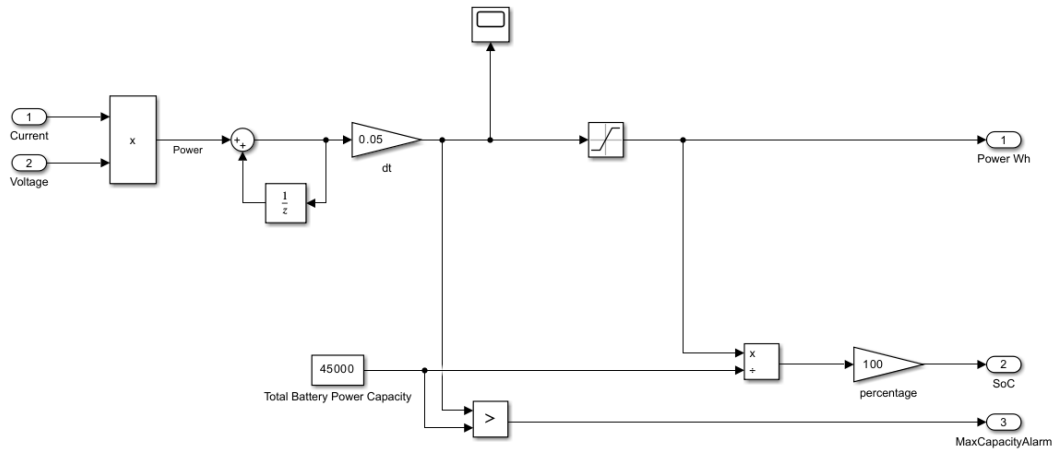 1
Current
2
Voltage
x
Power
+
+
1
z
0.05
dt
1
Power Wh
45000
Total Battery Power Capacity
x
÷
100
percentage
2
SoC
>
3
MaxCapacityAlarm